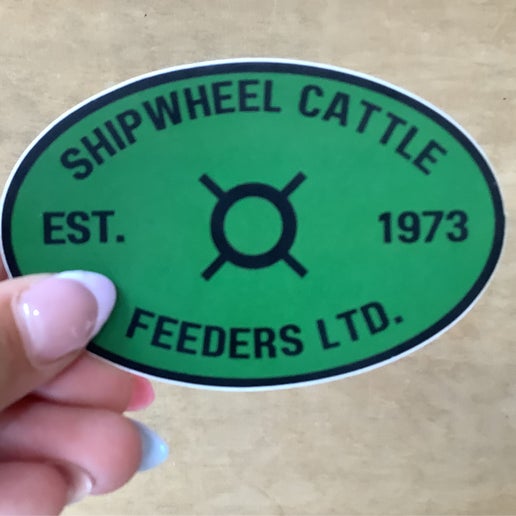 SHIPWHEEL CATTLE
EST. 1973
FEEDERS LTD.